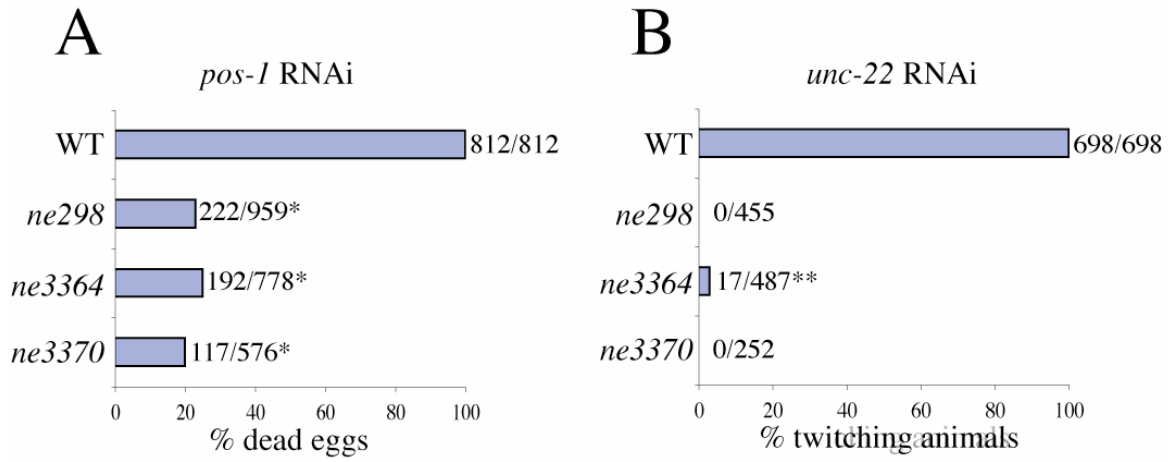 A
pos-1 RNAi
WT 812/812
ne298 222/959*
ne3364 192/778*
ne3370 117/576*
0 20 40 60 80 100
% dead eggs
B
unc-22 RNAi
WT 698/698
ne298 0/455
ne3364 17/487**
ne3370 0/252
0 20 40 60 80 100
% twitching animals